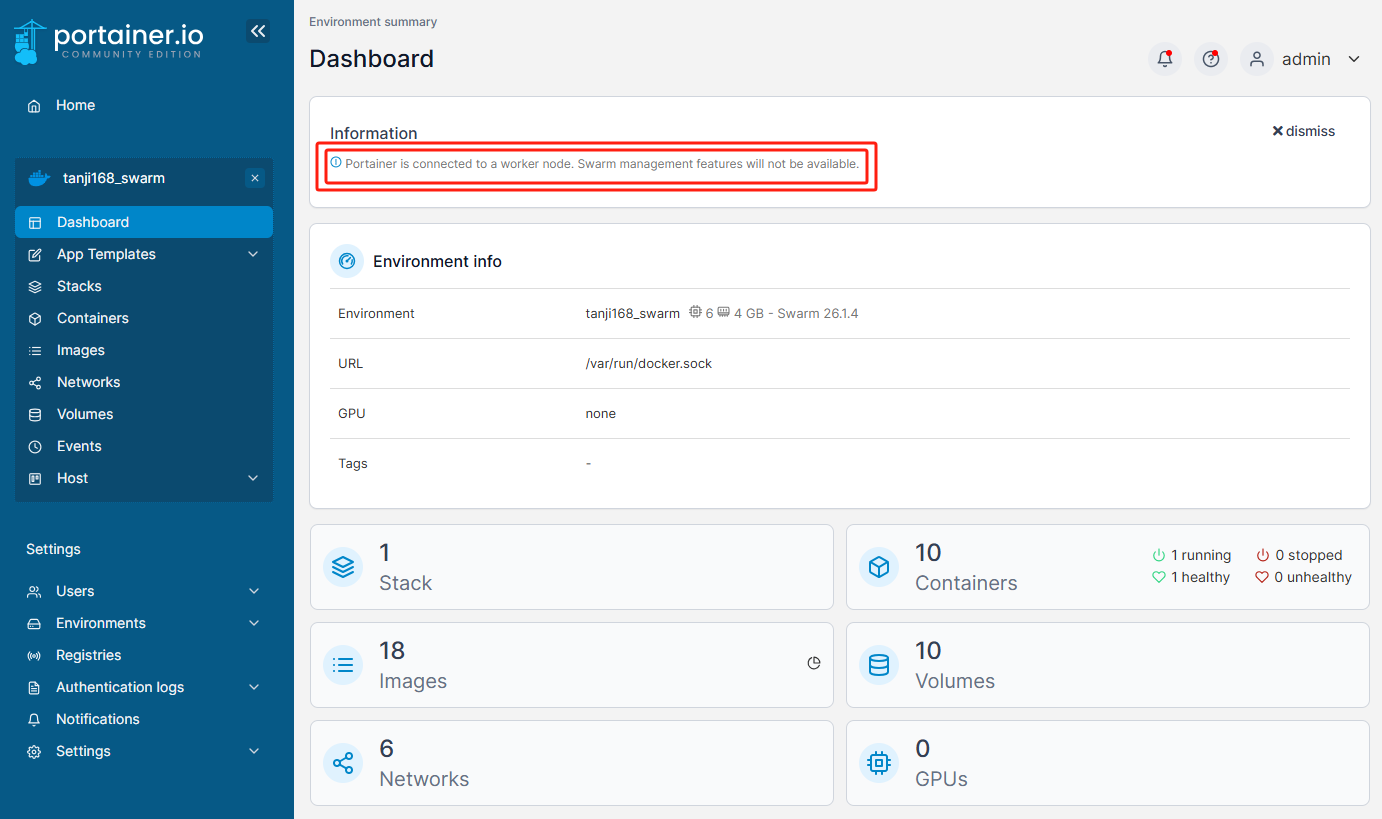 portainer.io
COMMUNITY EDITION
Home
tanji168_swarm
Dashboard
App Templates
Stacks
Containers
Images
Networks
Volumes
Events
Host
Settings
Users
Environments
Registries
Authentication logs
Notifications
Settings
Environment summary
Dashboard
admin
Information
dismiss
Portainer is connected to a worker node. Swarm management features will not be available.
Environment info
Environment tanji168_swarm 6 4 GB - Swarm 26.1.4
URL /var/run/docker.sock
GPU none
Tags -
1
Stack
10
Containers
1 running 0 stopped
1 healthy 0 unhealthy
18
Images
10
Volumes
6
Networks
0
GPUs